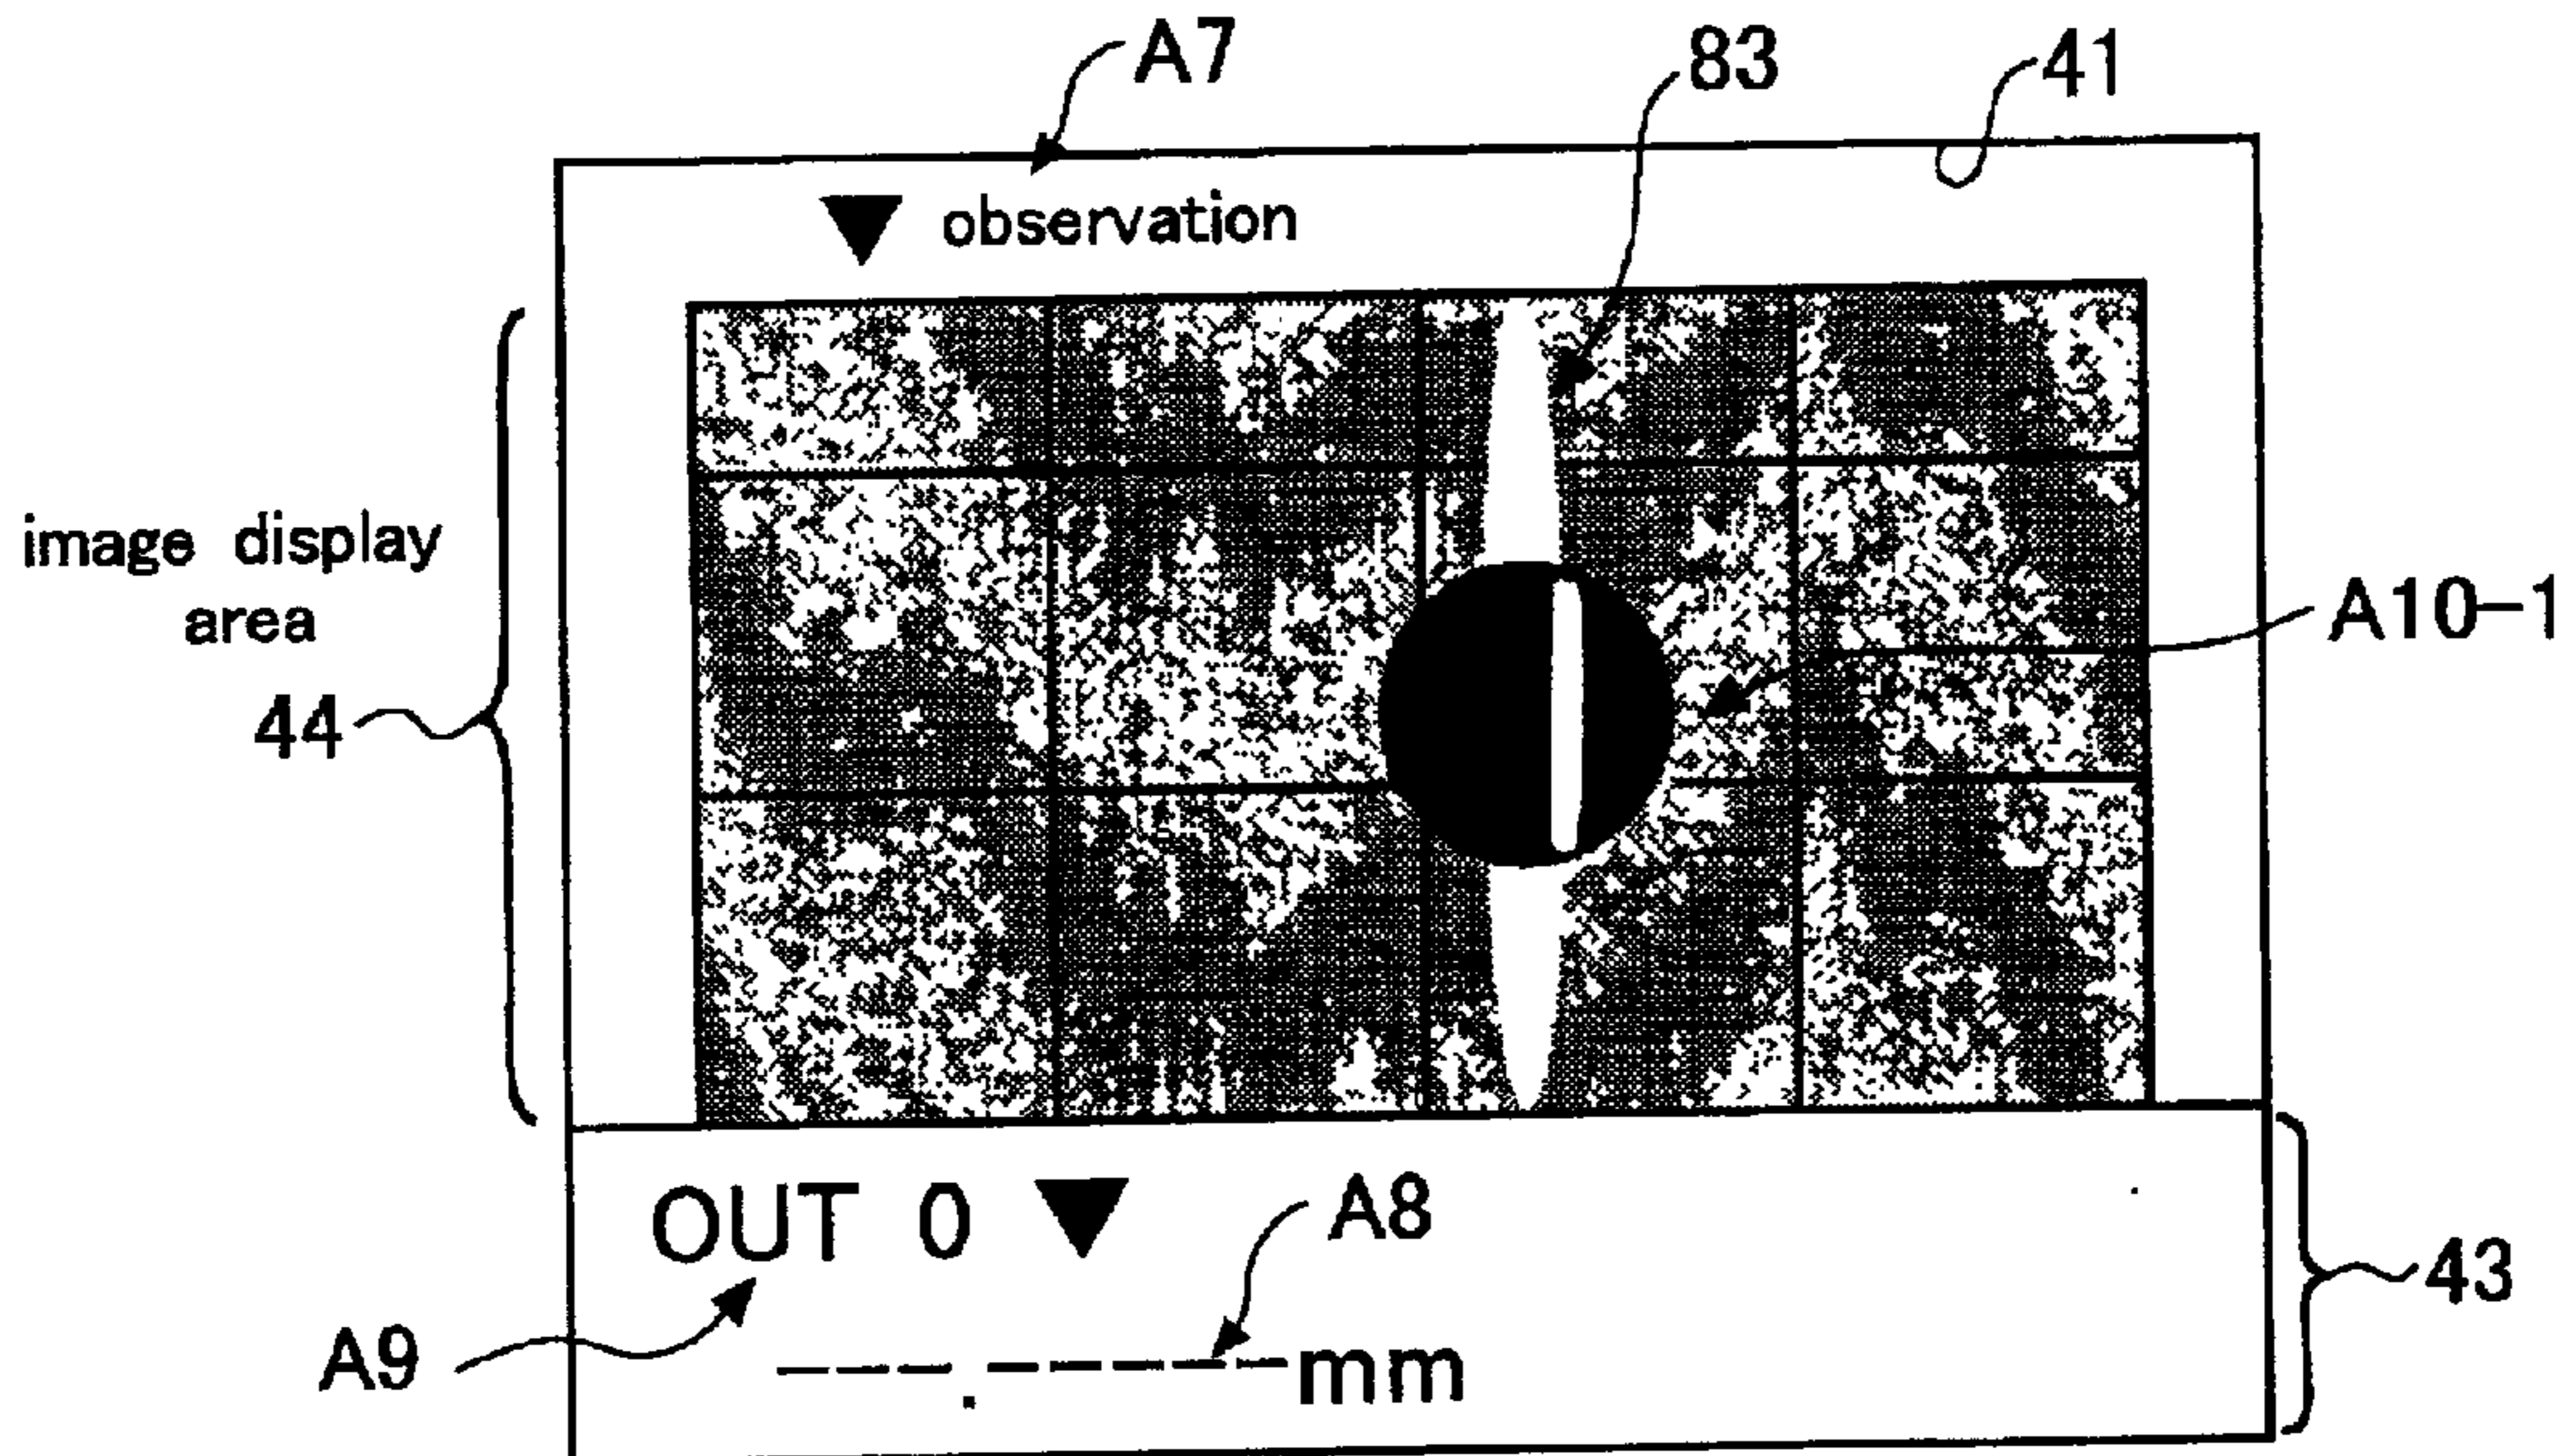 A7
83
41
▼ observation
image display
area
44
A10-1
OUT 0 ▼
A8
43
A9
---.-----mm